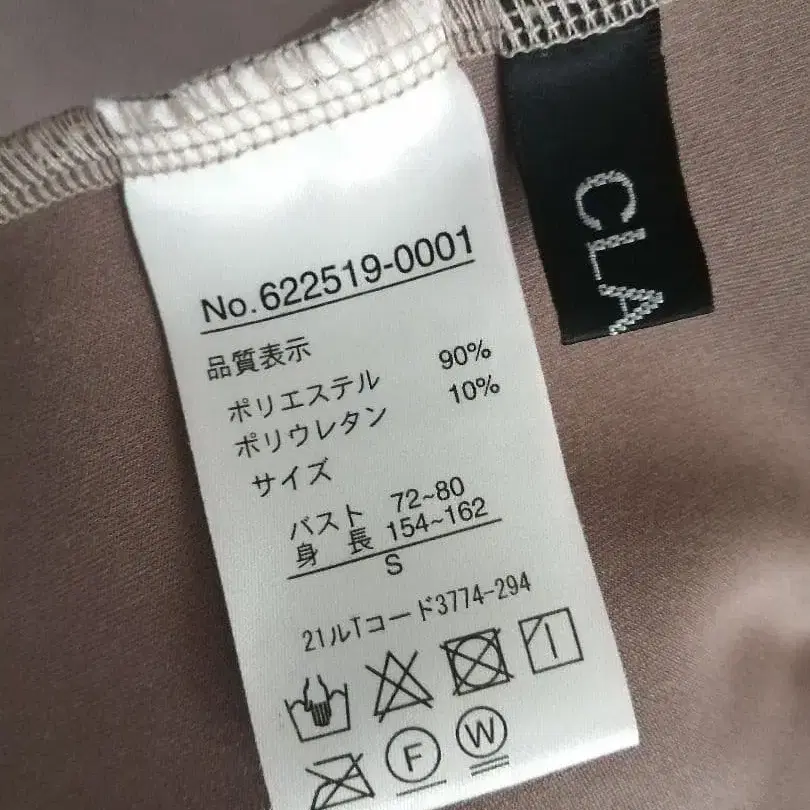 No.622519-0001
品質表示
ポリエステル 90%
ポリウレタン 10%
サイズ
バスト 72~80
身 長 154~162
S
21ルTコード3774-294
F W
CLA